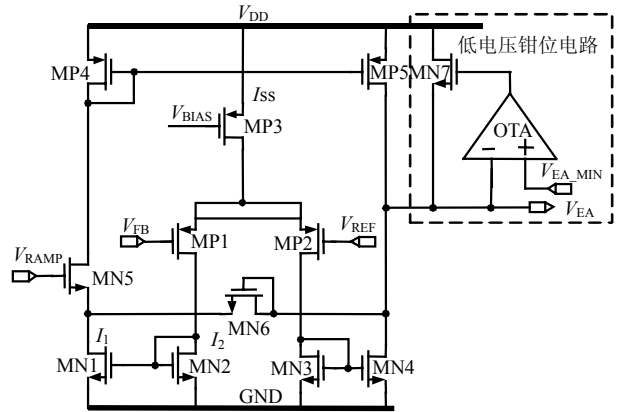 VDD
低电压钳位电路
MP4
MP5
MN7
ISS
VBIAS
MP3
OTA
VEA_MIN
VEA
VFB
MP1
MP2
VREF
VRAMP
MN5
MN6
I1
I2
MN1
MN2
MN3
MN4
GND